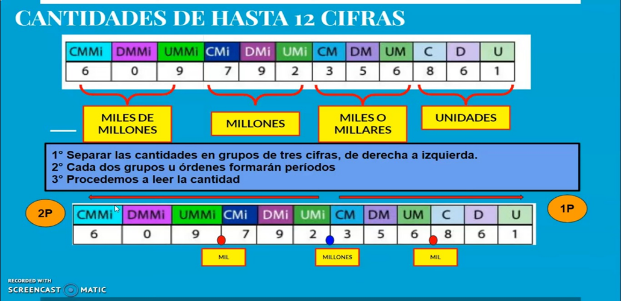 CANTIDADES DE HASTA 12 CIFRAS
CMMi DMMi UMMi CMi DMi UMi CM DM UM C D U
6 0 9 7 9 2 3 5 6 8 6 1
MILES DE MILLONES MILLONES MILES O MILLARES UNIDADES
1° Separar las cantidades en grupos de tres cifras, de derecha a izquierda.
2° Cada dos grupos u órdenes formarán períodos
3° Procedemos a leer la cantidad
2P 1P
CMMi DMMi UMMi CMi DMi UMi CM DM UM C D U
6 0 9 7 9 2 3 5 6 8 6 1
MIL MILLONES MIL
RECORDED WITH
SCREENCAST MATIC